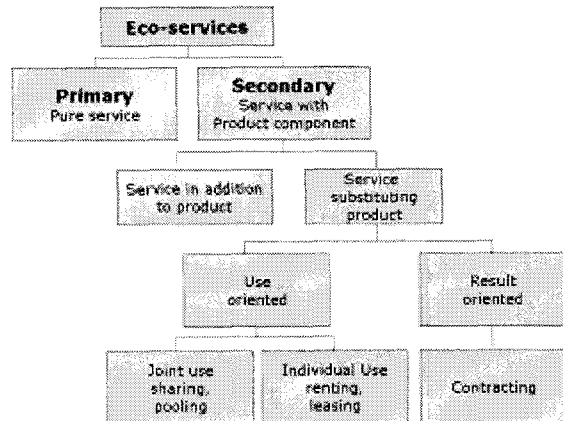 Eco-services
Primary
Pure service
Secondary
Service with
Product component
Service in addition
to product
Service
substituting
product
Use
oriented
Result
oriented
Joint use
sharing,
pooling
Individual Use
renting,
leasing
Contracting